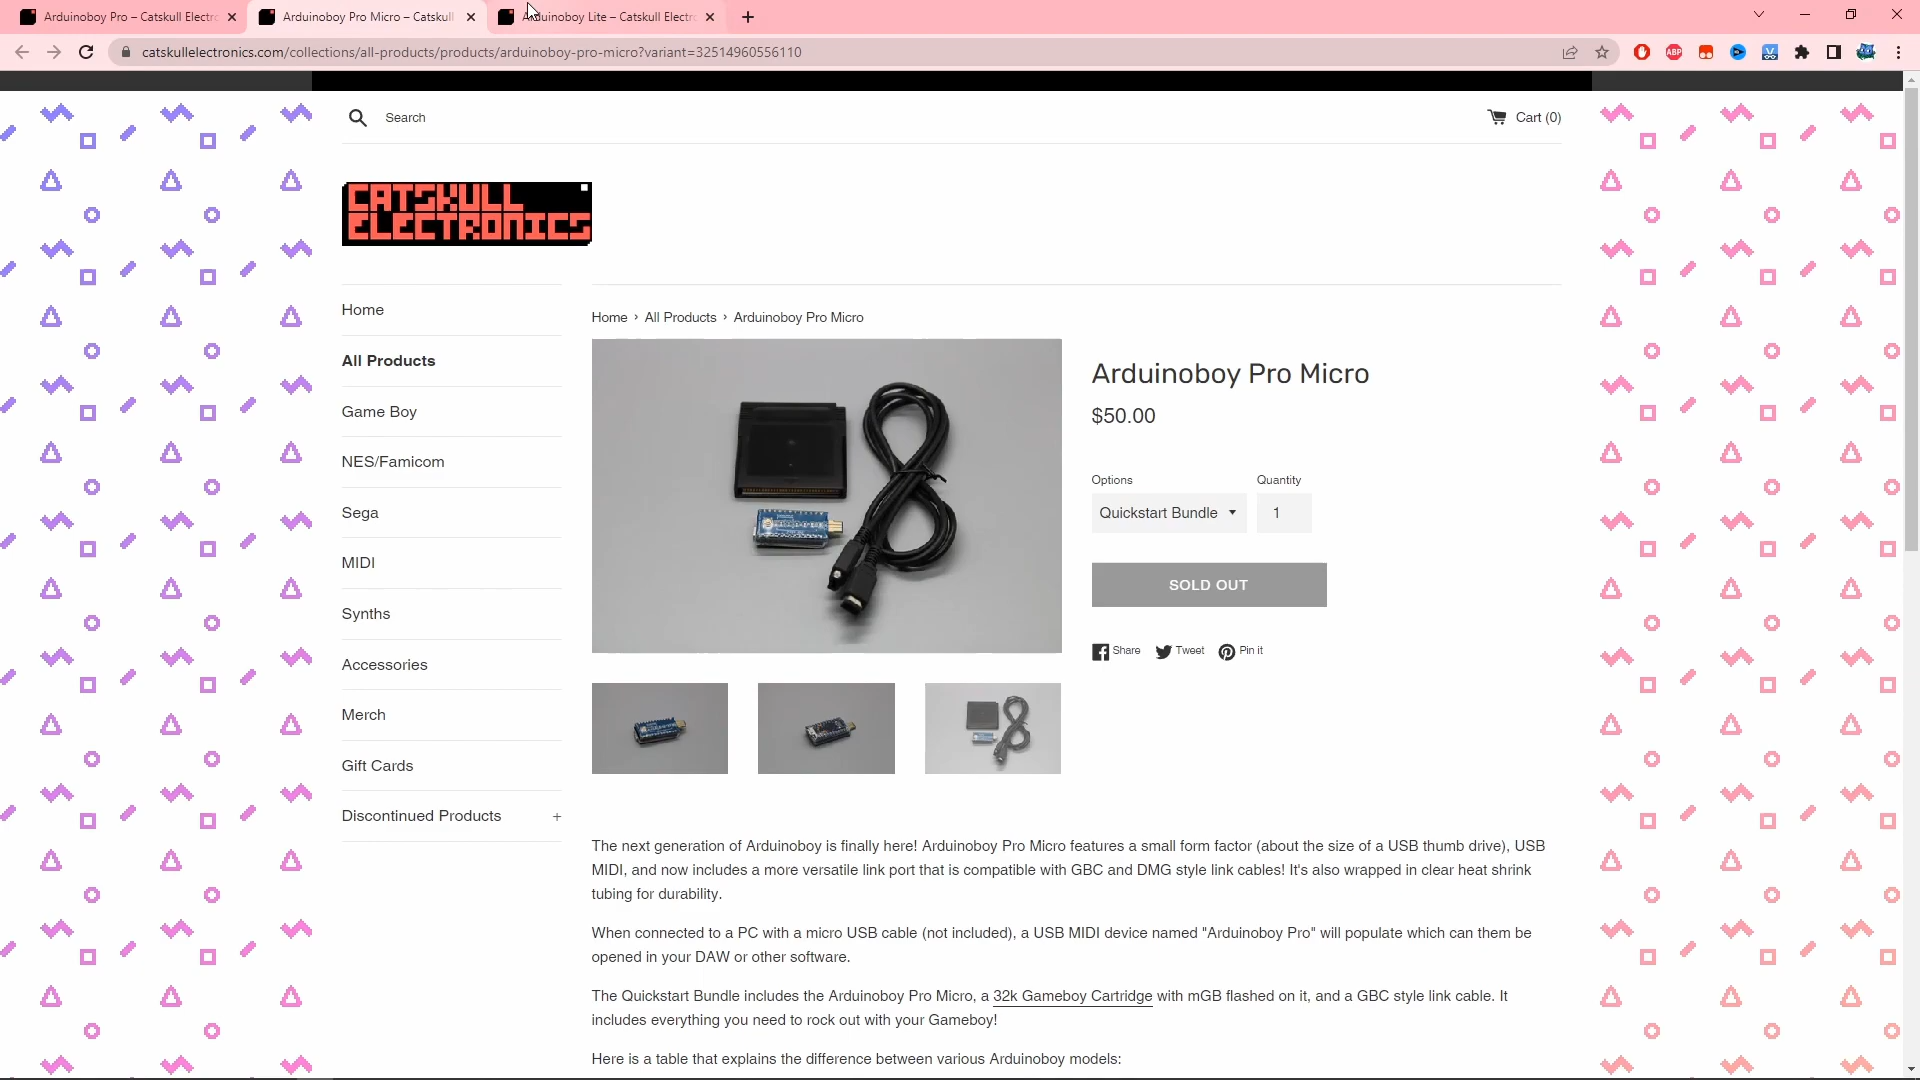 Arduinoboy Pro – Catskull Electro
Arduinoboy Pro Micro – Catskull
Arduinoboy Lite – Catskull Electro
catskullelectronics.com/collections/all-products/products/arduinoboy-pro-micro?variant=32514960556110
ABP
Search
Cart (0)
CATSKULL
ELECTRONICS
Home
All Products
Game Boy
NES/Famicom
Sega
MIDI
Synths
Accessories
Merch
Gift Cards
Discontinued Products +
Home › All Products › Arduinoboy Pro Micro
Arduinoboy Pro Micro
$50.00
Options
Quantity
Quickstart Bundle
1
SOLD OUT
Share
Tweet
Pin it
The next generation of Arduinoboy is finally here! Arduinoboy Pro Micro features a small form factor (about the size of a USB thumb drive), USB
MIDI, and now includes a more versatile link port that is compatible with GBC and DMG style link cables! It's also wrapped in clear heat shrink
tubing for durability.
When connected to a PC with a micro USB cable (not included), a USB MIDI device named "Arduinoboy Pro" will populate which can them be
opened in your DAW or other software.
The Quickstart Bundle includes the Arduinoboy Pro Micro, a 32k Gameboy Cartridge with mGB flashed on it, and a GBC style link cable. It
includes everything you need to rock out with your Gameboy!
Here is a table that explains the difference between various Arduinoboy models: